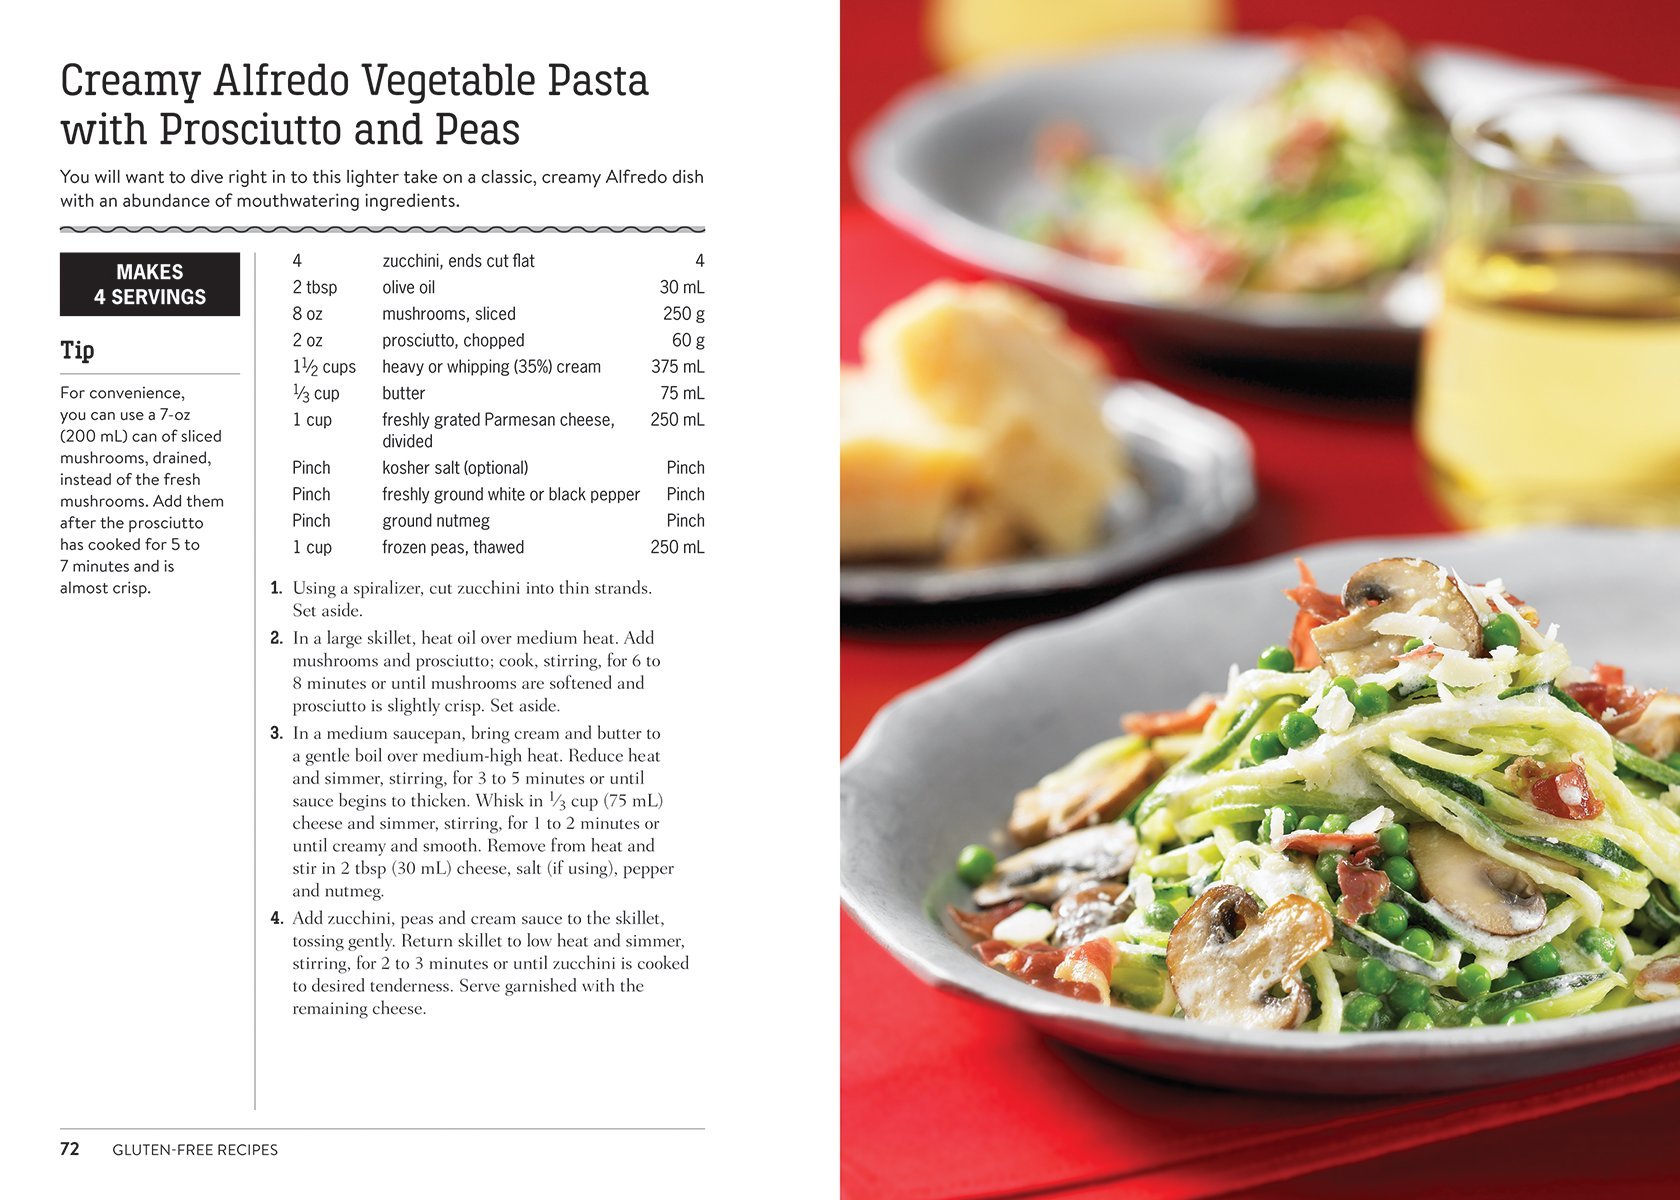 Creamy Alfredo Vegetable Pasta
with Prosciutto and Peas
You will want to dive right in to this lighter take on a classic, creamy Alfredo dish
with an abundance of mouthwatering ingredients.
MAKES
4 SERVINGS
Tip
For convenience,
you can use a 7-oz
(200 mL) can of sliced
mushrooms, drained,
instead of the fresh
mushrooms. Add them
after the prosciutto
has cooked for 5 to
7 minutes and is
almost crisp.
4 zucchini, ends cut flat 4
2 tbsp olive oil 30 mL
8 oz mushrooms, sliced 250 g
2 oz prosciutto, chopped 60 g
1½ cups heavy or whipping (35%) cream 375 mL
⅓ cup butter 75 mL
1 cup freshly grated Parmesan cheese, 250 mL
divided
Pinch kosher salt (optional) Pinch
Pinch freshly ground white or black pepper Pinch
Pinch ground nutmeg Pinch
1 cup frozen peas, thawed 250 mL
1. Using a spiralizer, cut zucchini into thin strands.
Set aside.
2. In a large skillet, heat oil over medium heat. Add
mushrooms and prosciutto; cook, stirring, for 6 to
8 minutes or until mushrooms are softened and
prosciutto is slightly crisp. Set aside.
3. In a medium saucepan, bring cream and butter to
a gentle boil over medium-high heat. Reduce heat
and simmer, stirring, for 3 to 5 minutes or until
sauce begins to thicken. Whisk in ⅓ cup (75 mL)
cheese and simmer, stirring, for 1 to 2 minutes or
until creamy and smooth. Remove from heat and
stir in 2 tbsp (30 mL) cheese, salt (if using), pepper
and nutmeg.
4. Add zucchini, peas and cream sauce to the skillet,
tossing gently. Return skillet to low heat and simmer,
stirring, for 2 to 3 minutes or until zucchini is cooked
to desired tenderness. Serve garnished with the
remaining cheese.
72 GLUTEN-FREE RECIPES